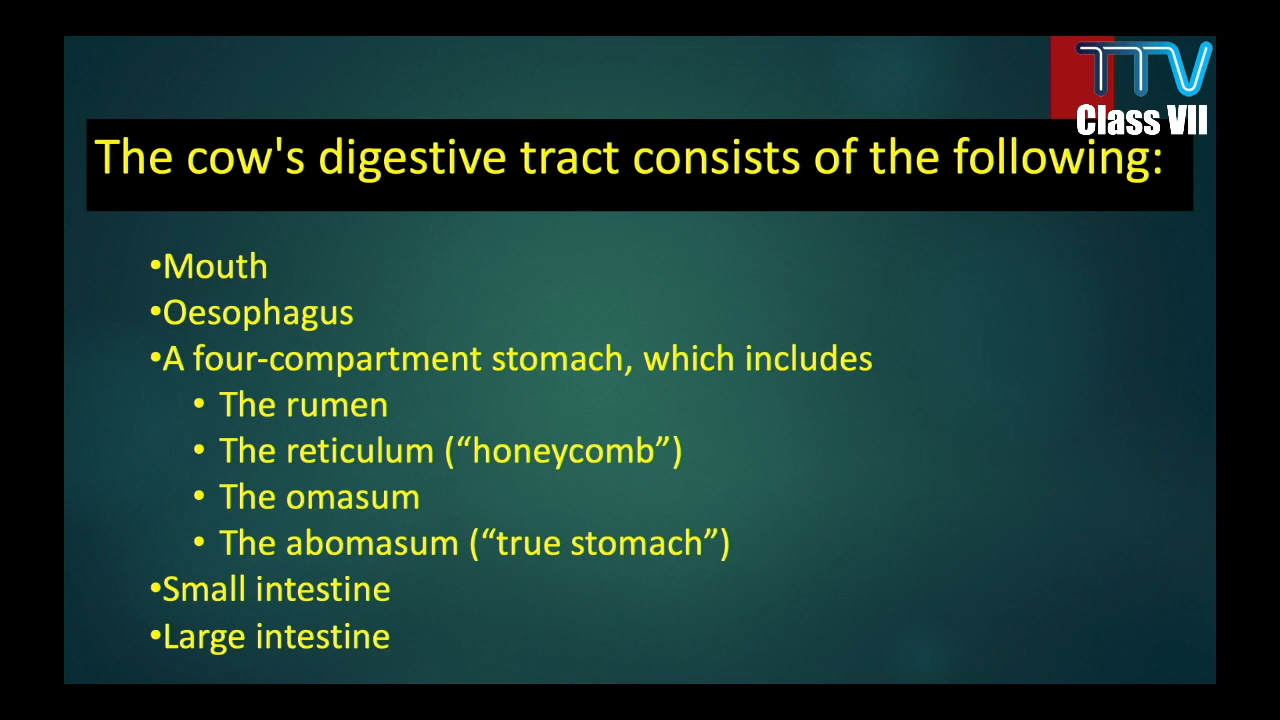 TTV
Class VII
The cow's digestive tract consists of the following:
•Mouth
•Oesophagus
•A four-compartment stomach, which includes
• The rumen
• The reticulum (“honeycomb”)
• The omasum
• The abomasum (“true stomach”)
•Small intestine
•Large intestine